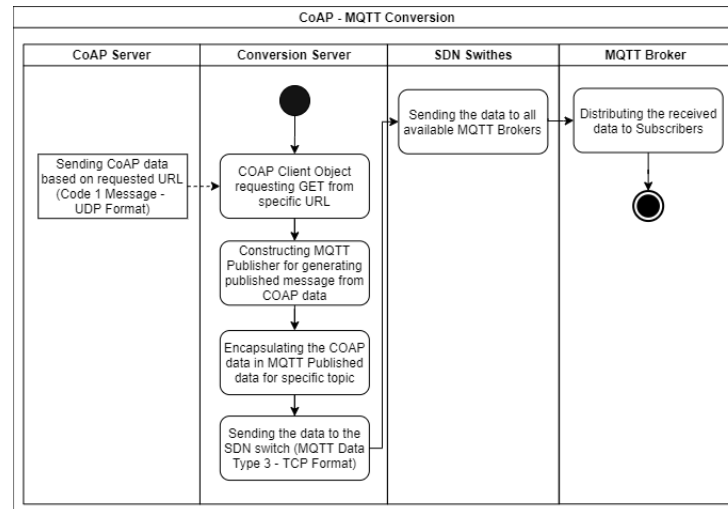 CoAP - MQTT Conversion
CoAP Server
Conversion Server
SDN Swithes
MQTT Broker
Sending the data to all
available MQTT Brokers
Distributing the received
data to Subscribers
Sending CoAP data
based on requested URL
(Code 1 Message -
UDP Format)
COAP Client Object
requesting GET from
specific URL
Constructing MQTT
Publisher for generating
published message from
COAP data
Encapsulating the COAP
data in MQTT Published
data for specific topic
Sending the data to the
SDN switch (MQTT Data
Type 3 - TCP Format)